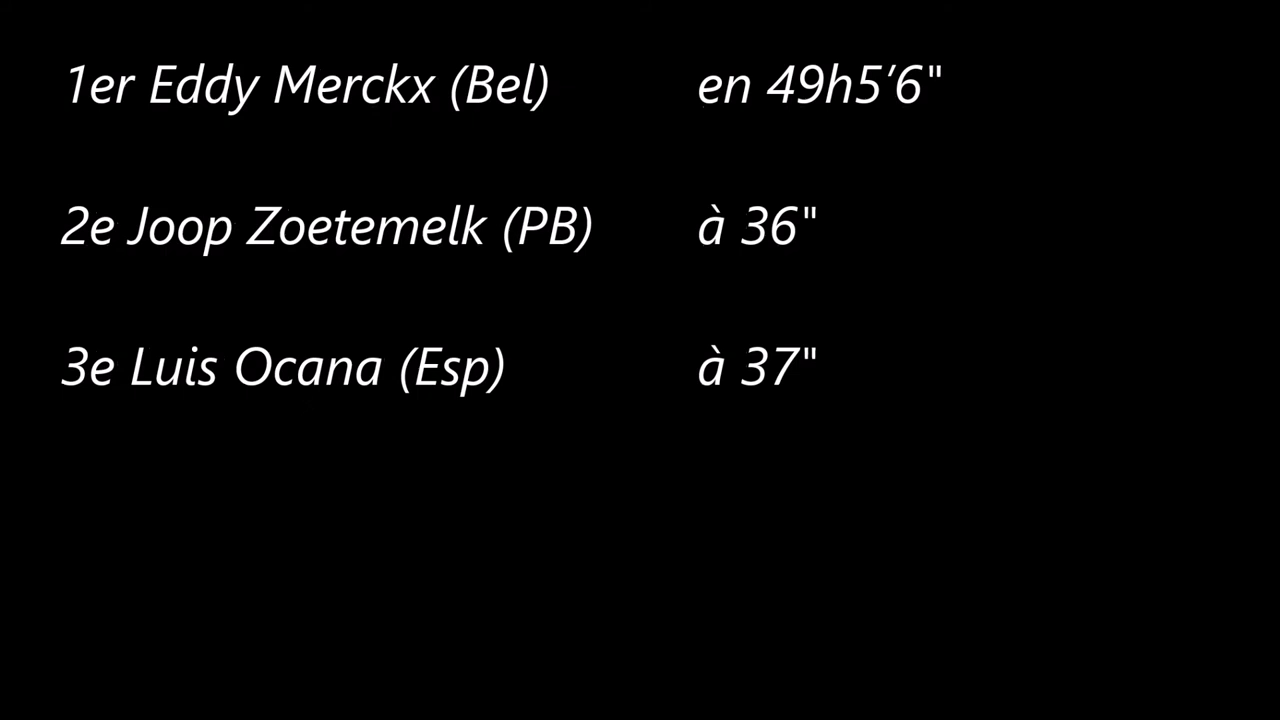 1er Eddy Merckx (Bel) en 49h5’6"
2e Joop Zoetemelk (PB) à 36"
3e Luis Ocana (Esp) à 37"